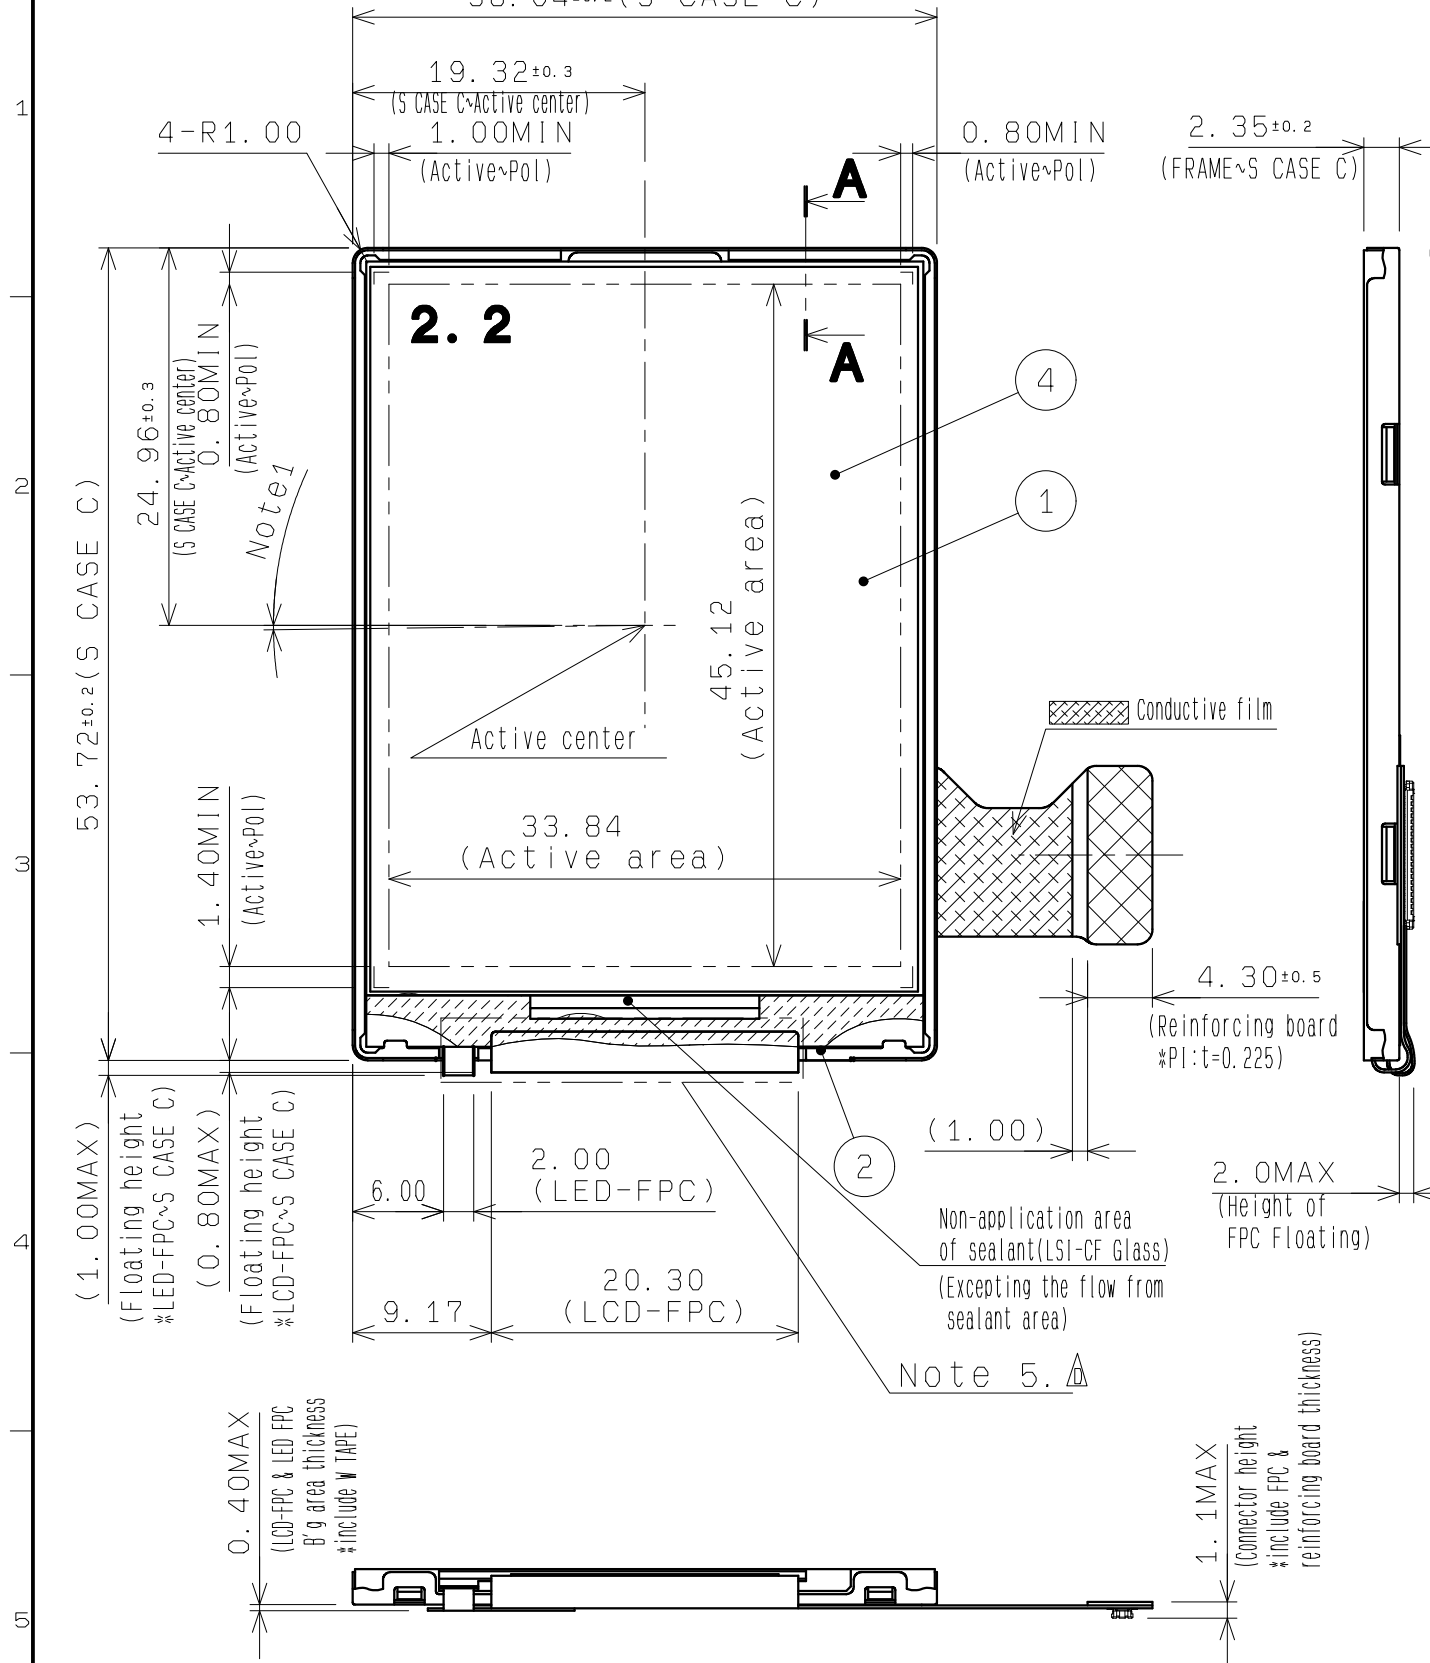 19.32±0.3
(S CASE C~Active center)
1
4-R1.00
1.00MIN
(Active~Pol)
0.80MIN
(Active~Pol)
2.35±0.2
(FRAME~S CASE C)
A
A
2.2
4
1
2
53.72±0.2(S CASE C)
24.96±0.3
(S CASE C~Active center)
0.80MIN
(Active~Pol)
Note1
45.12
(Active area)
Active center
Conductive film
33.84
(Active area)
3
1.40MIN
(Active~Pol)
4.30±0.5
(Reinforcing board
*PI:t=0.225)
(1.00)
2
2.0MAX
(Height of
FPC Floating)
4
(1.00MAX)
(Floating height
*LED-FPC~S CASE C)
(0.80MAX)
(Floating height
*LCD-FPC~S CASE C)
2.00
(LED-FPC)
6.00
Non-application area
of sealant(LSI-CF Glass)
(Excepting the flow from
sealant area)
20.30
(LCD-FPC)
9.17
Note 5.
D
0.40MAX
(LCD-FPC & LED FPC
B'g area thickness
*include W TAPE)
1.1MAX
(Connector height
*include FPC &
reinforcing board thickness)
5